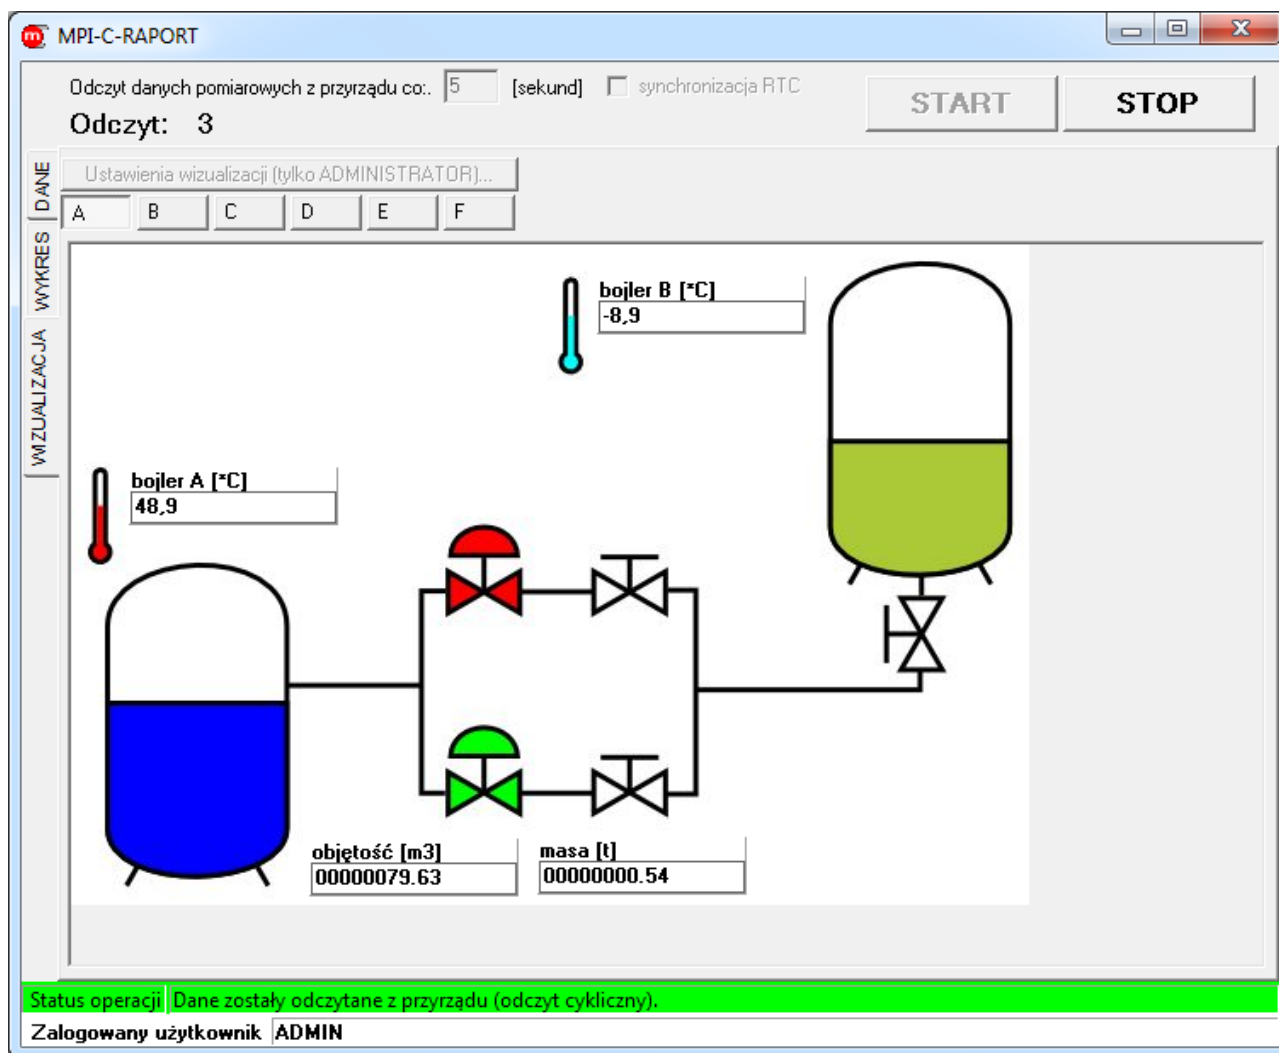 MPI-C-RAPORT
Odczyt danych pomiarowych z przyrządu co:. 5 [sekund] synchronizacja RTC
START STOP
Odczyt: 3
DANE
WYKRES
WIZUALIZACJA
Ustawienia wizualizacji (tylko ADMINISTRATOR)...
A B C D E F
bojler B [*C]
-8,9
bojler A [*C]
48,9
objętość [m3] masa [t]
00000079.63 00000000.54
Status operacji Dane zostały odczytane z przyrządu (odczyt cykliczny).
Zalogowany użytkownik ADMIN